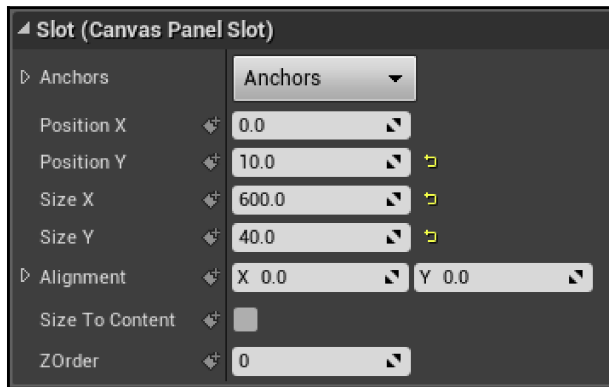 Slot (Canvas Panel Slot)
Anchors Anchors
Position X 0.0
Position Y 10.0
Size X 600.0
Size Y 40.0
Alignment X 0.0 Y 0.0
Size To Content
ZOrder 0